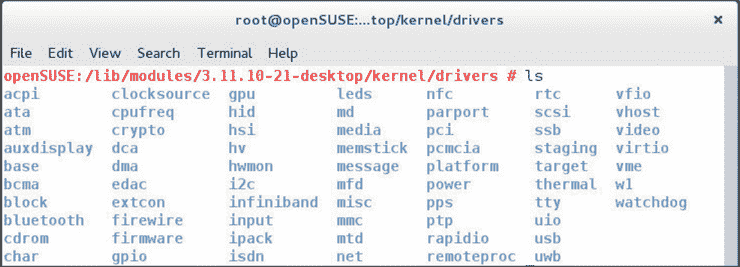 root@openSUSE:...top/kernel/drivers ×
File Edit View Search Terminal Help
openSUSE:/lib/modules/3.11.10-21-desktop/kernel/drivers # ls
acpi clocksource gpu leds nfc rtc vfio
ata cpufreq hid md parport scsi vhost
atm crypto hsi media pci ssb video
auxdisplay dca hv memstick pcmcia staging virtio
base dma hwmon message platform target vme
bcma edac i2c mfd power thermal w1
block extcon infiniband misc pps tty watchdog
bluetooth firewire input mmc ptp uio
cdrom firmware ipack mtd rapidio usb
char gpio isdn net remoteproc uwb